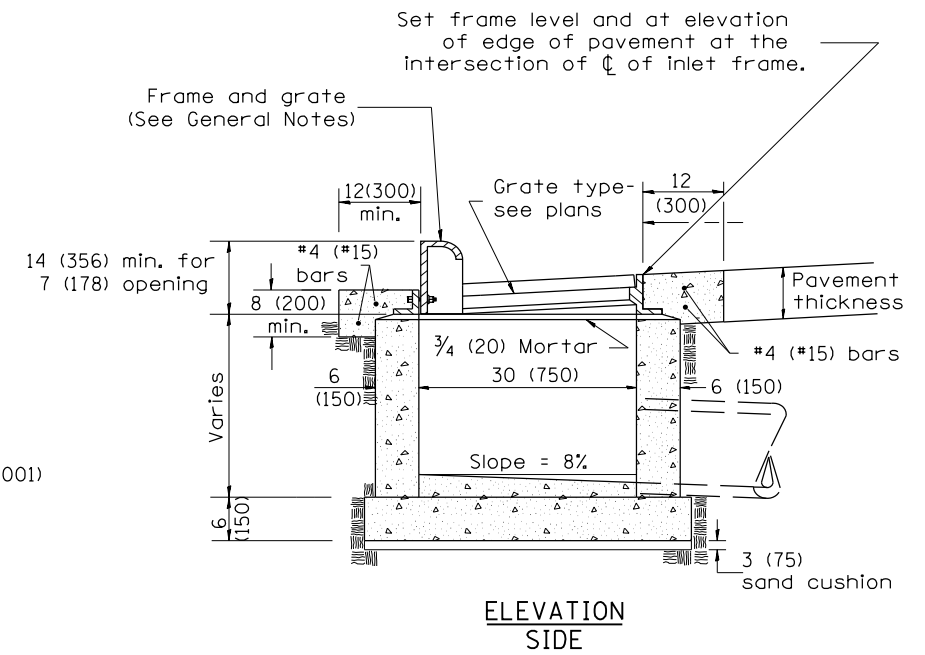 Set frame level and at elevation
of edge of pavement at the
intersection of ℄ of inlet frame.
Frame and grate
(See General Notes)
12(300)
min.
Grate type-
see plans
12
(300)
14 (356) min. for
7 (178) opening
#4 (#15)
bars
8 (200)
min.
Pavement
thickness
3/4 (20) Mortar
#4 (#15) bars
6
(150)
30 (750)
6 (150)
Varies
Slope = 8%
001)
6
(150)
3 (75)
sand cushion
ELEVATION
SIDE